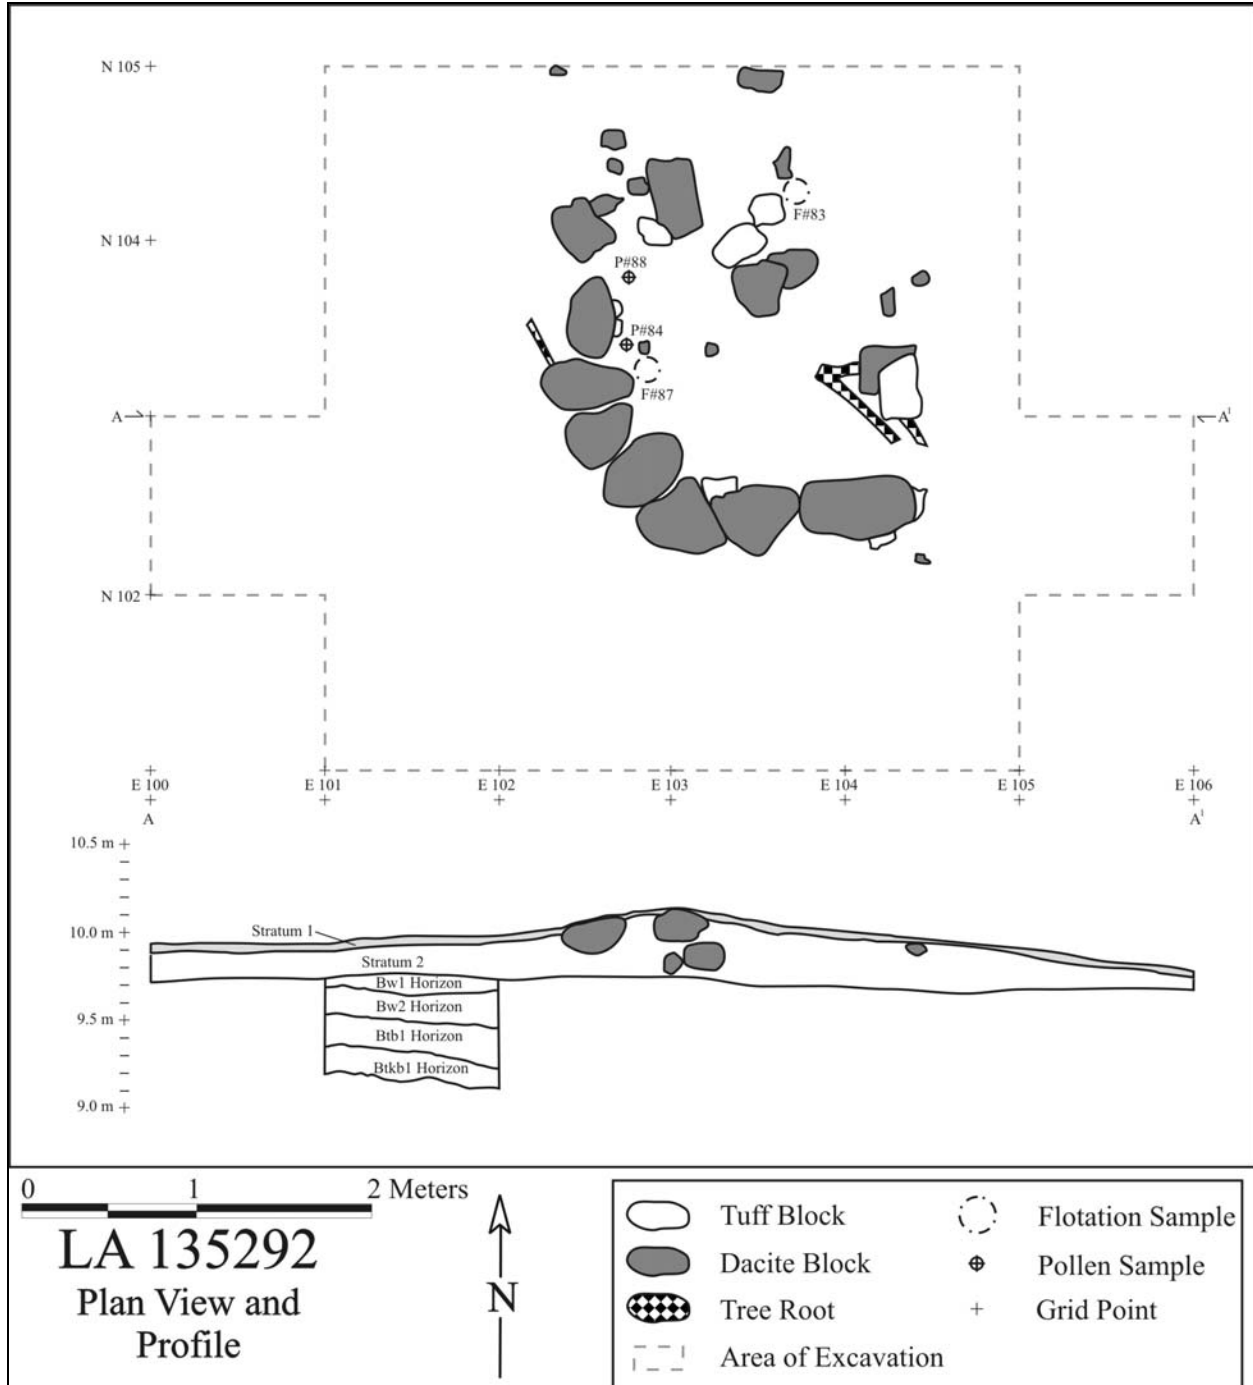 N 105
F#83
N 104
P#88
P#84
F#87
A
A¹
N 102
E 100 E 101 E 102 E 103 E 104 E 105 E 106
A A¹
10.5 m
Stratum 1
10.0 m
Stratum 2
Bw1 Horizon
Bw2 Horizon
9.5 m
Btb1 Horizon
Btkb1 Horizon
9.0 m
0 1 2 Meters
LA 135292
Plan View and
Profile
N
Tuff Block
Dacite Block
Tree Root
Area of Excavation
Flotation Sample
Pollen Sample
Grid Point